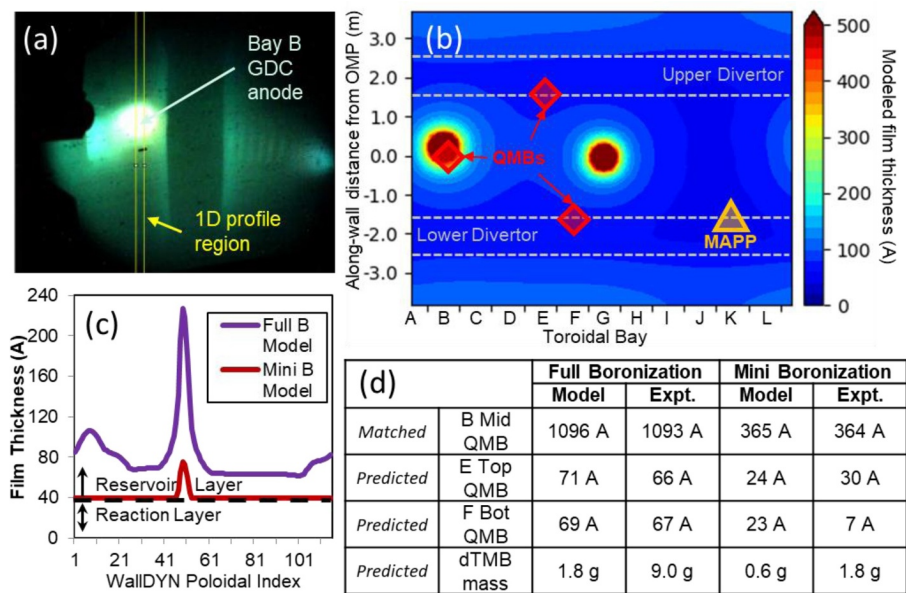 (a)
Bay B
GDC
anode
1D profile
region
(b)
Along-wall distance from OMP (m)
3.0
2.0
1.0
0.0
-1.0
-2.0
-3.0
Upper Divertor
QMBs
Lower Divertor
MAPP
A B C D E F G H I J K L
Toroidal Bay
500
400
300
200
100
0
Modeled film thickness (A)
(c)
Film Thickness (A)
240
200
160
120
80
40
0
Full B
Model
Mini B
Model
Reservoir Layer
Reaction Layer
1 21 41 61 81 101
WallDYN Poloidal Index
(d)
Full Boronization Mini Boronization
Model Expt. Model Expt.
Matched B Mid QMB 1096 A 1093 A 365 A 364 A
Predicted E Top QMB 71 A 66 A 24 A 30 A
Predicted F Bot QMB 69 A 67 A 23 A 7 A
Predicted dTMB mass 1.8 g 9.0 g 0.6 g 1.8 g